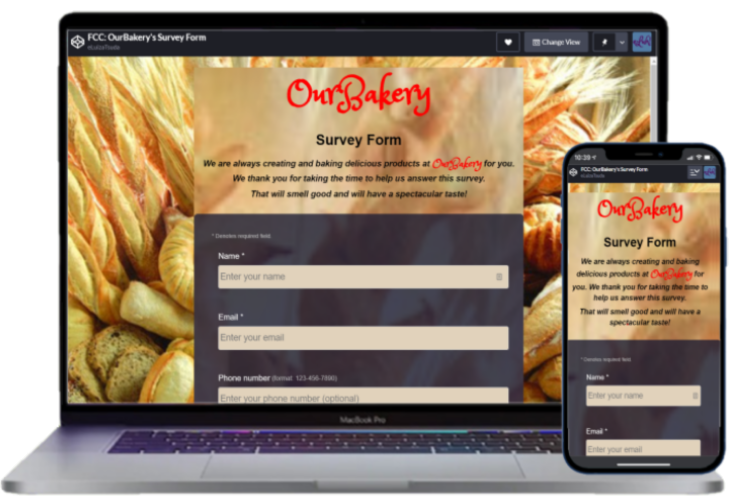 FCC: OurBakery's Survey Form
Change View
OurBakery
Survey Form
We are always creating and baking delicious products at OurBakery for you.
We thank you for taking the time to help us answer this survey.
That will smell good and will have a spectacular taste!
* Denotes required field.
Name *
Enter your name
Email *
Enter your email
Phone number (format: 123-456-7890)
Enter your phone number (optional)
MacBook Pro
10:39
FCC: OurBakery's Survey Form
OurBakery
Survey Form
We are always creating and baking
delicious products at OurBakery for
you. We thank you for taking the time to
help us answer this survey.
That will smell good and will have a
spectacular taste!
* Denotes required field.
Name *
Enter your name
Email *
Enter your email